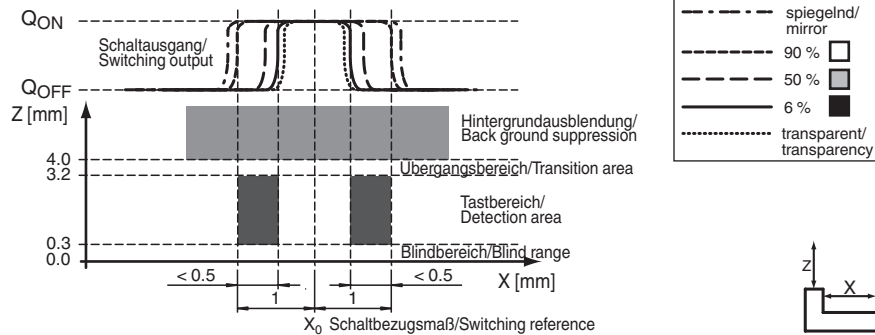 QON
Schaltausgang/
Switching output
QOFF
Z [mm]
Hintergrundausblendung/
Back ground suppression
4.0
Ubergangsbereich/Transition area
3.2
Tastbereich/
Detection area
0.3
Blindbereich/Blind range
0.0
< 0.5
< 0.5
X [mm]
1
1
X0 Schaltbezugsmaß/Switching reference
spiegelnd/
mirror
90 %
50 %
6 %
transparent/
transparency
Z
X